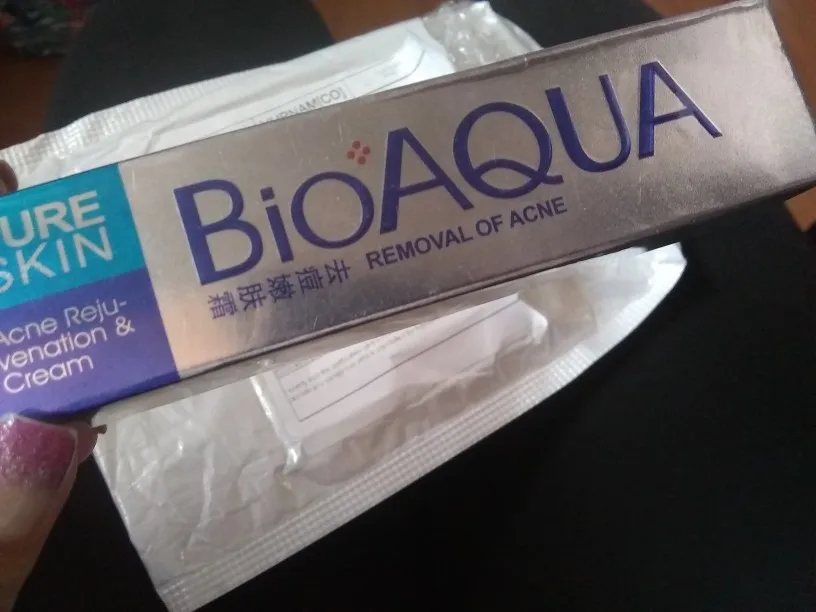 URE
SKIN
Acne Reju-
venation &
Cream
BIOAQUA
REMOVAL OF ACNE
去痘嫩肤霜